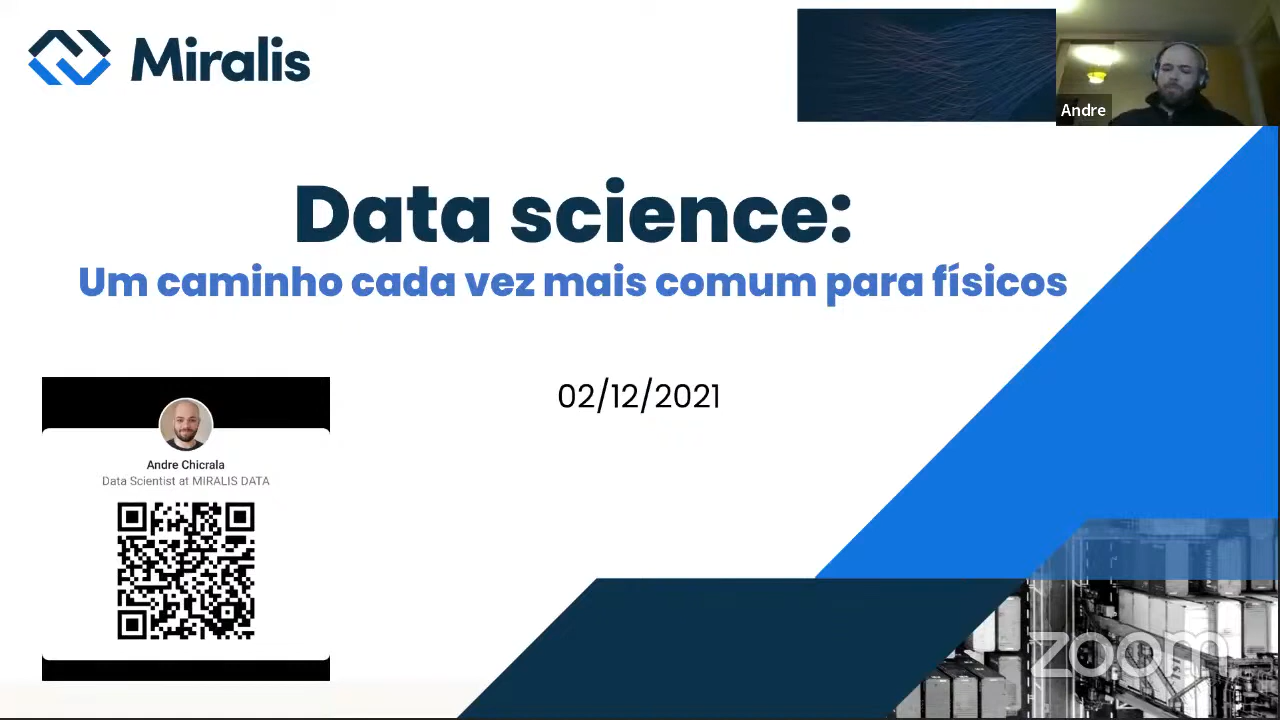 Miralis
Andre
Data science:
Um caminho cada vez mais comum para físicos
02/12/2021
Andre Chicrala
Data Scientist at MIRALIS DATA
zoom